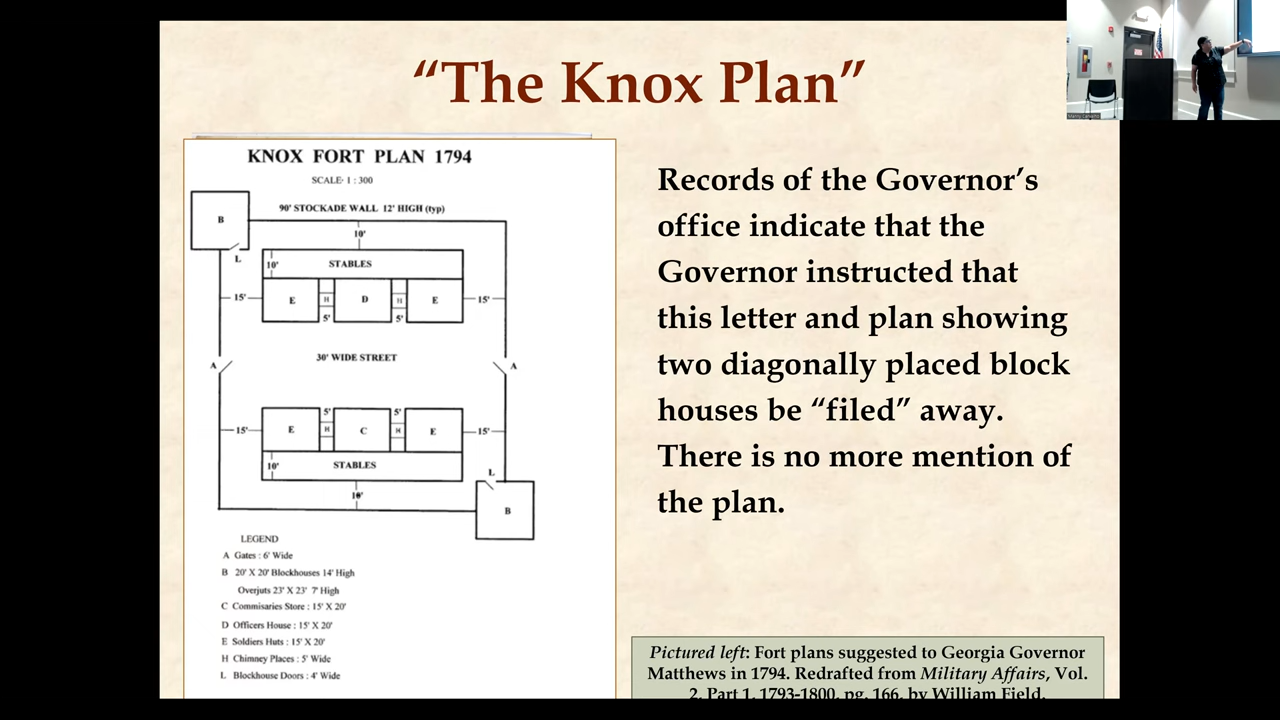 “The Knox Plan”
KNOX FORT PLAN 1794
SCALE· 1 : 300
90' STOCKADE WALL 12' HIGH (typ)
B
L
10'
10'
STABLES
15'
E
H
D
H
E
15'
5'
5'
A
30' WIDE STREET
A
5'
5'
15'
E
H
C
H
E
15'
10'
STABLES
L
10'
B
LEGEND
A Gates : 6' Wide
B 20' X 20' Blockhouses 14' High
Overjuts 23' X 23' 7' High
C Commisaries Store : 15' X 20'
D Officers House : 15' X 20'
E Soldiers Huts : 15' X 20'
H Chimney Places : 5' Wide
L Blockhouse Doors : 4' Wide
Records of the Governor’s
office indicate that the
Governor instructed that
this letter and plan showing
two diagonally placed block
houses be “filed” away.
There is no more mention of
the plan.
Pictured left: Fort plans suggested to Georgia Governor
Matthews in 1794. Redrafted from Military Affairs, Vol.
2, Part 1, 1793-1800, pg. 166, by William Field.